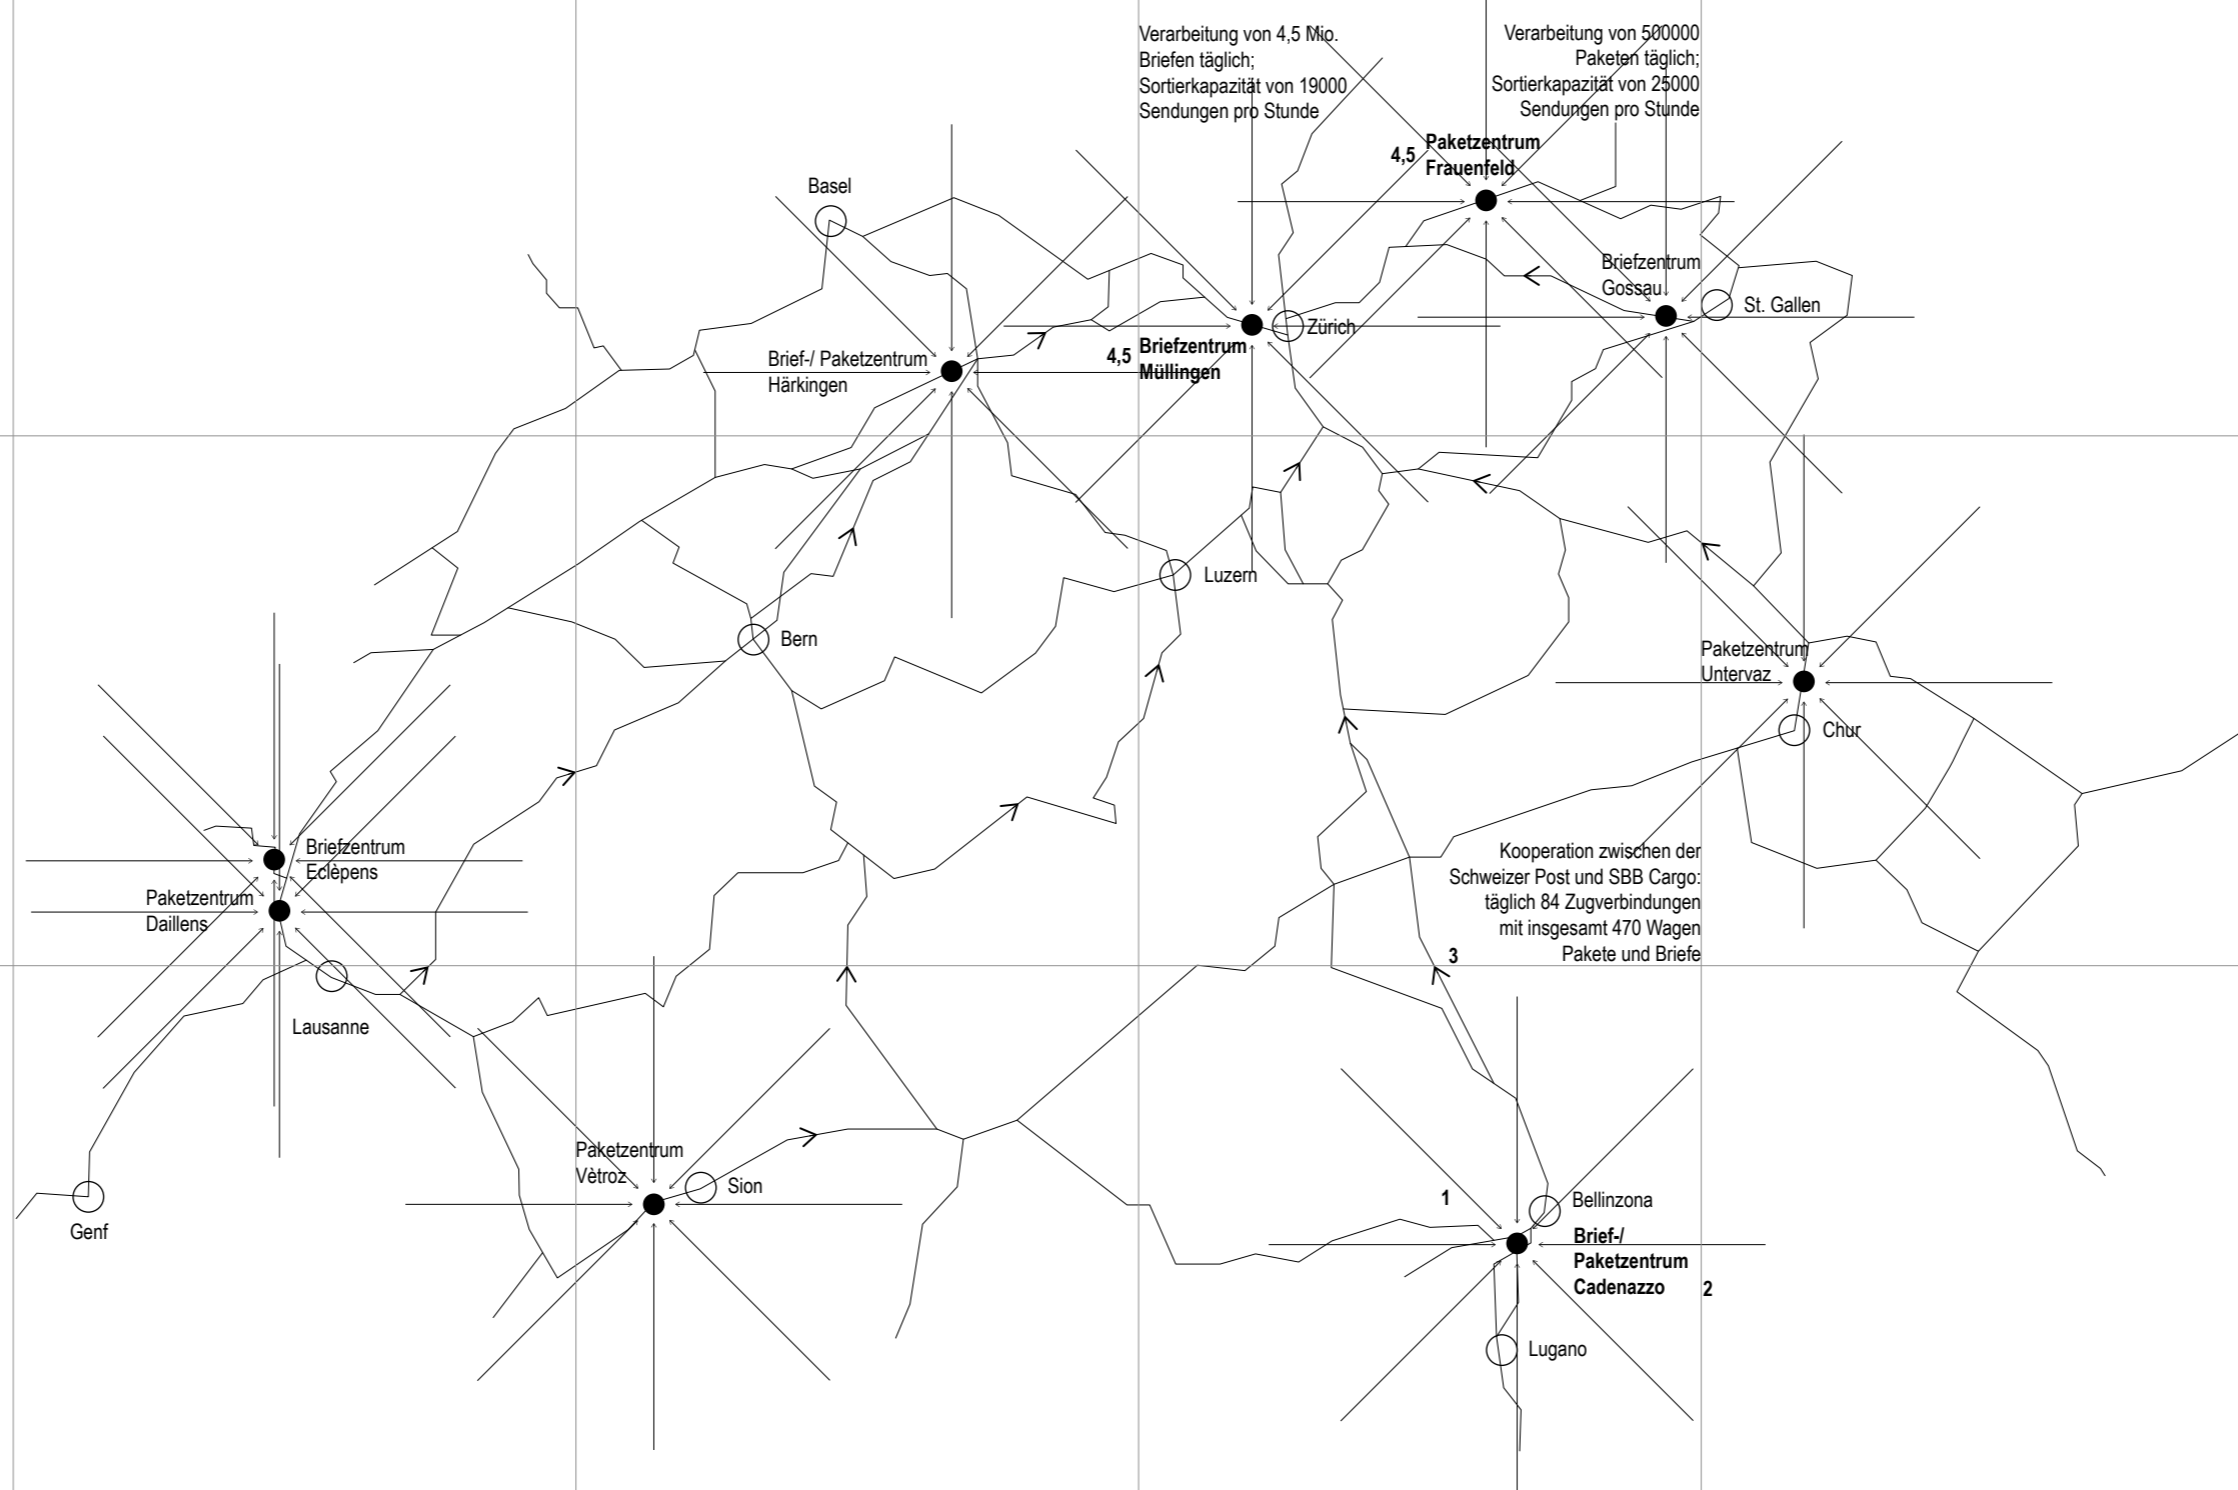 Verarbeitung von 4,5 Mio.
Briefen täglich;
Sortierkapazität von 19000
Sendungen pro Stunde
Verarbeitung von 500000
Paketen täglich;
Sortierkapazität von 25000
Sendungen pro Stunde
4,5 Paketzentrum
Frauenfeld
Basel
Briefzentrum
Gossau
St. Gallen
Zürich
4,5 Briefzentrum
Müllingen
Brief-/ Paketzentrum
Härkingen
Luzern
Bern
Paketzentrum
Untervaz
Chur
Briefzentrum
Eclèpens
Paketzentrum
Daillens
Kooperation zwischen der
Schweizer Post und SBB Cargo:
täglich 84 Zugverbindungen
mit insgesamt 470 Wagen
Pakete und Briefe
3
Lausanne
Paketzentrum
Vètroz
Sion
Genf
1
Bellinzona
Brief-/
Paketzentrum
Cadenazzo 2
Lugano